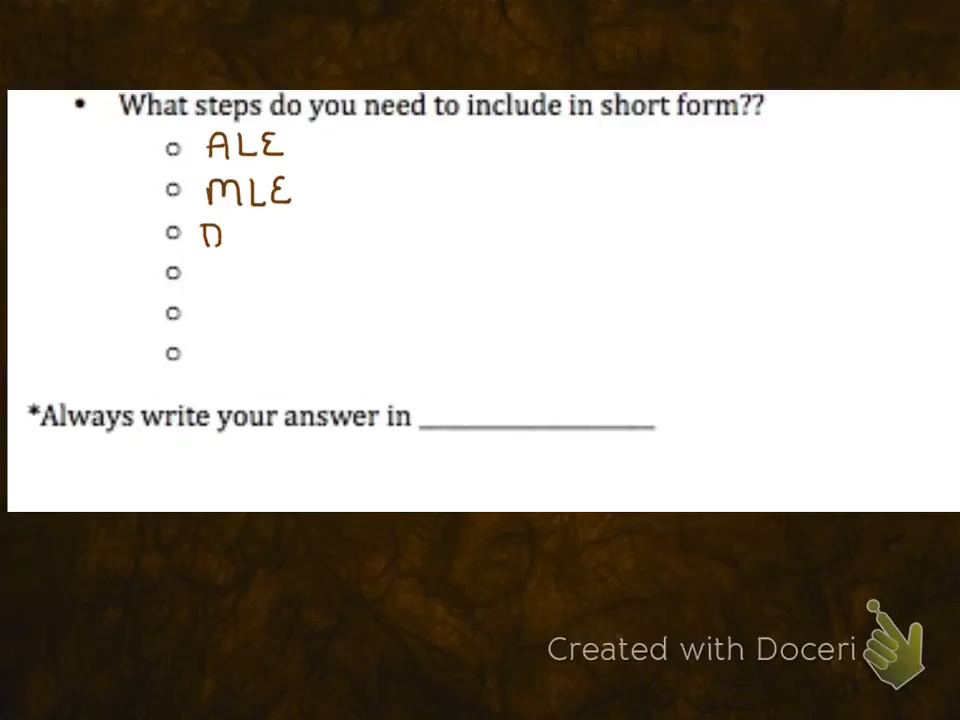 • What steps do you need to include in short form??
○ ALE
○ MLE
○ D
○
○
○
*Always write your answer in ________________
Created with Doceri